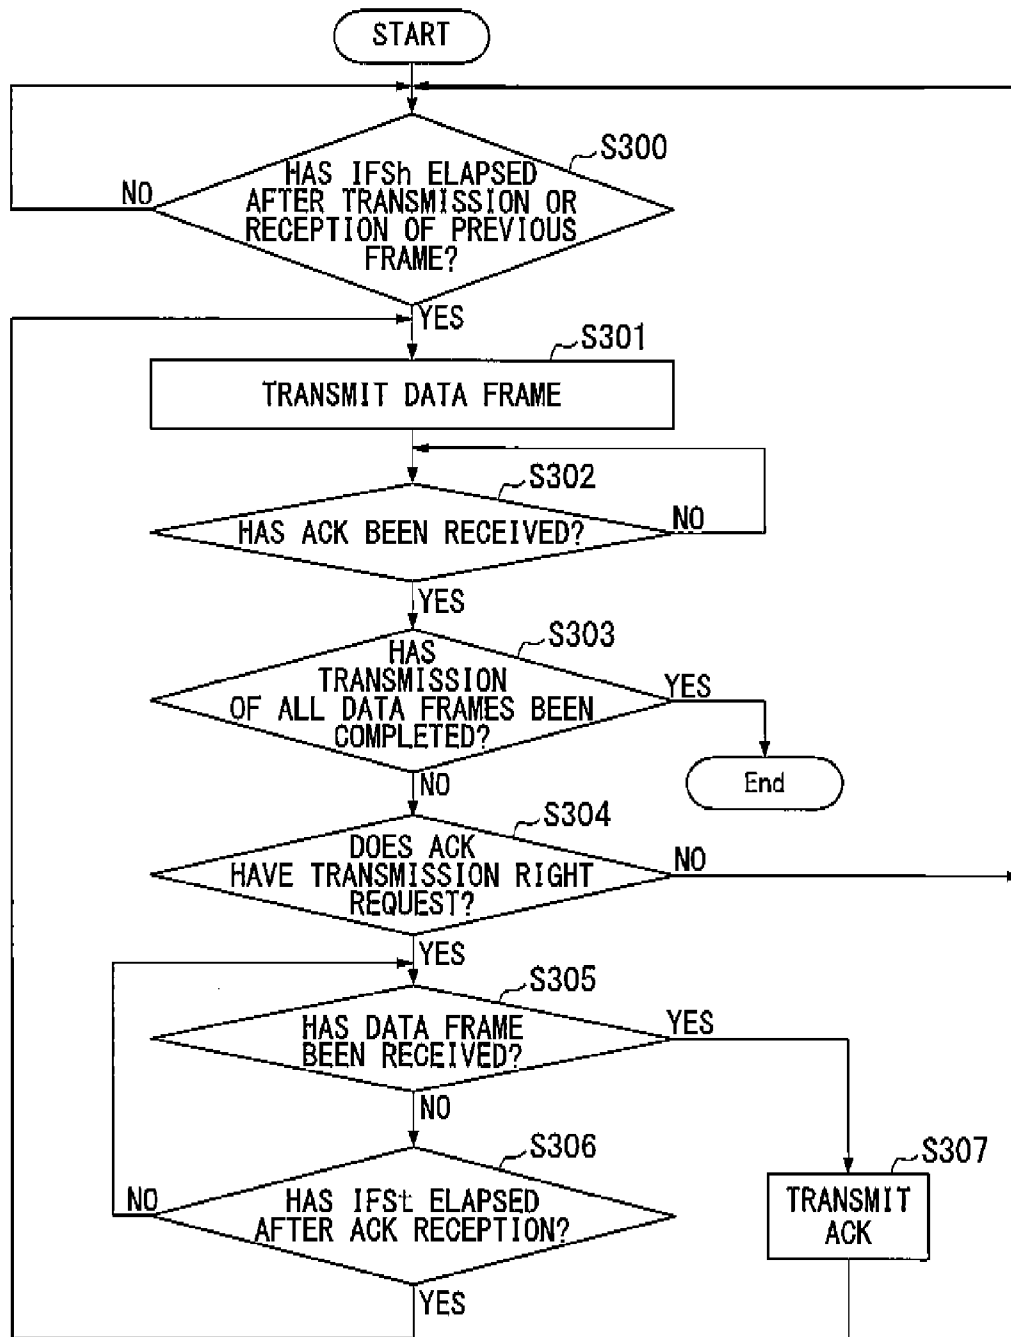 START
S300
HAS IFSh ELAPSED
AFTER TRANSMISSION OR
RECEPTION OF PREVIOUS
FRAME?
NO
YES
S301
TRANSMIT DATA FRAME
S302
HAS ACK BEEN RECEIVED?
NO
YES
S303
HAS
TRANSMISSION
OF ALL DATA FRAMES BEEN
COMPLETED?
YES
End
NO
S304
DOES ACK
HAVE TRANSMISSION RIGHT
REQUEST?
NO
YES
S305
HAS DATA FRAME
BEEN RECEIVED?
YES
NO
S306
HAS IFSt ELAPSED
AFTER ACK RECEPTION?
NO
YES
S307
TRANSMIT
ACK